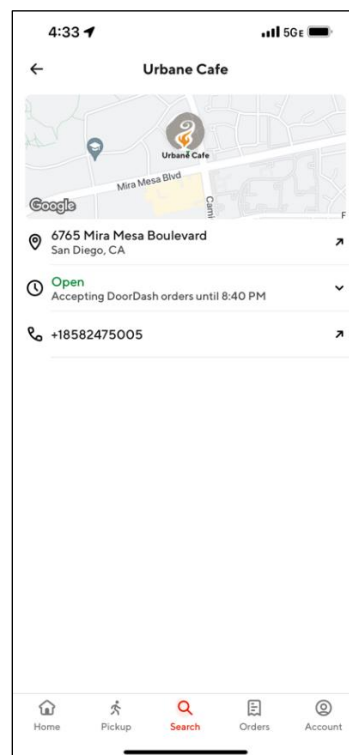 4:33
5GE
Urbane Cafe
Urbane Cafe
Mira Mesa Blvd
Google
6765 Mira Mesa Boulevard
San Diego, CA
Open
Accepting DoorDash orders until 8:40 PM
+18582475005
Home
Pickup
Search
Orders
Account